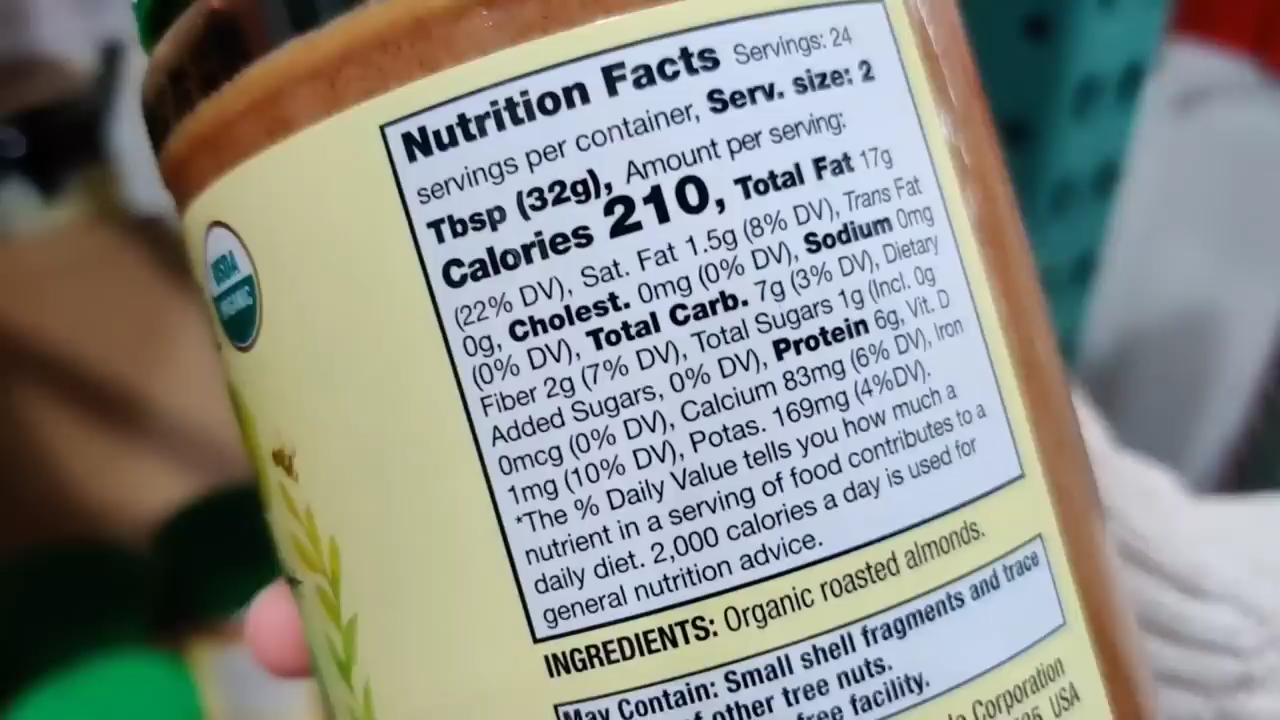 Nutrition Facts Servings: 24
servings per container, Serv. size: 2
Tbsp (32g), Amount per serving:
Calories 210, Total Fat 17g
(22% DV), Sat. Fat 1.5g (8% DV), Trans Fat
0g, Cholest. 0mg (0% DV), Sodium 0mg
(0% DV), Total Carb. 7g (3% DV), Dietary
Fiber 2g (7% DV), Total Sugars 1g (Incl. 0g
Added Sugars, 0% DV), Protein 6g, Vit. D
0mcg (0% DV), Calcium 83mg (6% DV), Iron
1mg (10% DV), Potas. 169mg (4%DV).
*The % Daily Value tells you how much a
nutrient in a serving of food contributes to a
daily diet. 2,000 calories a day is used for
general nutrition advice.
INGREDIENTS: Organic roasted almonds.
May Contain: Small shell fragments and trace
of other tree nuts.
free facility.
Corporation
USA
USDA
ORGANIC